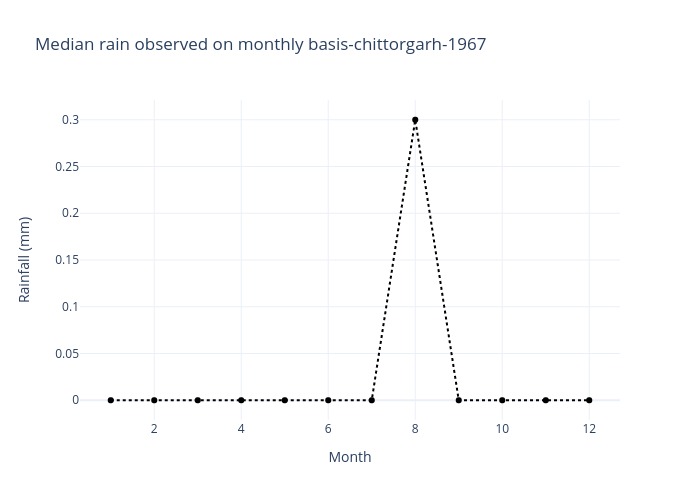 Median rain observed on monthly basis-chittorgarh-1967
0.3
0.25
0.2
0.15
0.1
0.05
0
Rainfall (mm)
2 4 6 8 10 12
Month